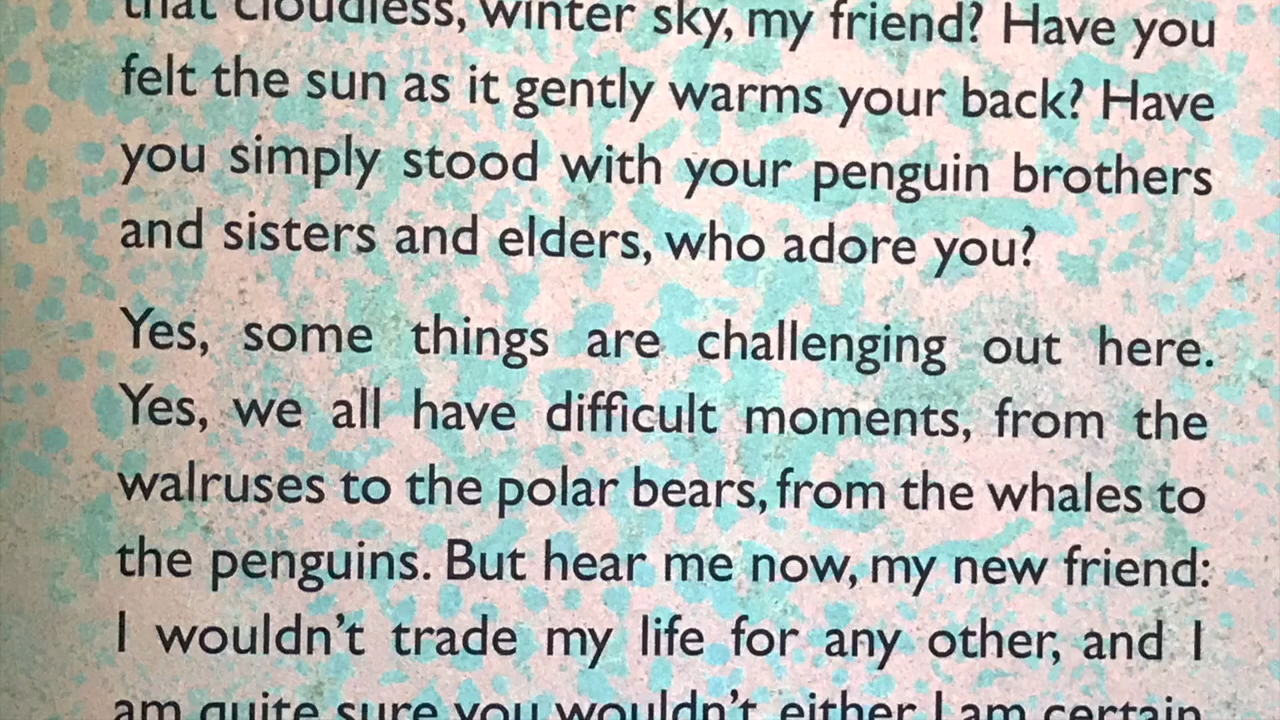 that cloudless, winter sky, my friend? Have you
felt the sun as it gently warms your back? Have
you simply stood with your penguin brothers
and sisters and elders, who adore you?
Yes, some things are challenging out here.
Yes, we all have difficult moments, from the
walruses to the polar bears, from the whales to
the penguins. But hear me now, my new friend:
I wouldn’t trade my life for any other, and I
am quite sure you wouldn’t either I am certain